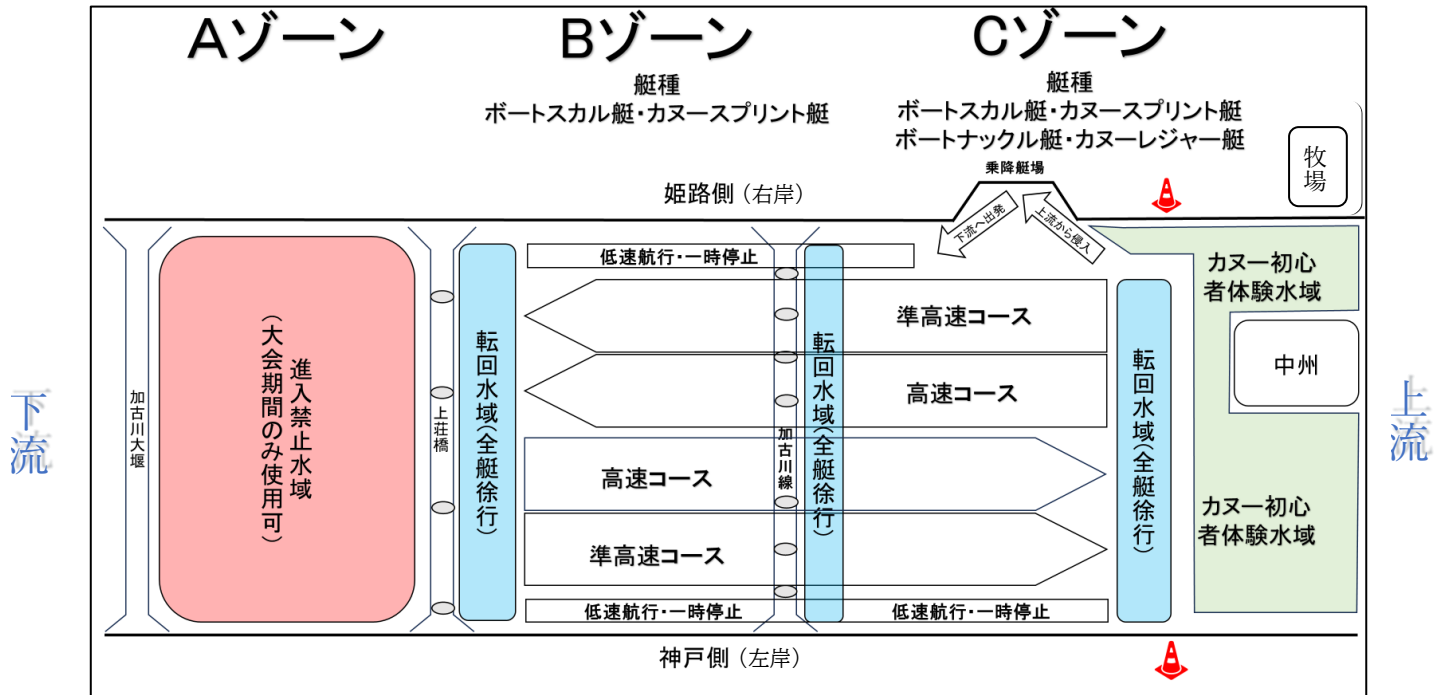 Aゾーン
Bゾーン
Cゾーン
艇種
ボートスカル艇・カヌースプリント艇
艇種
ボートスカル艇・カヌースプリント艇
ボートナックル艇・カヌーレジャー艇
乗降艇場
牧場
姫路側（右岸）
下流へ出発
上流から侵入
低速航行・一時停止
カヌー初心
者体験水域
準高速コース
高速コース
中州
下流
上流
加古川大堰
進入禁止水域
（大会期間のみ使用可）
上荘橋
転回水域（全艇徐行）
加古川線
転回水域（全艇徐行）
転回水域（全艇徐行）
高速コース
準高速コース
カヌー初心
者体験水域
低速航行・一時停止
低速航行・一時停止
神戸側（左岸）